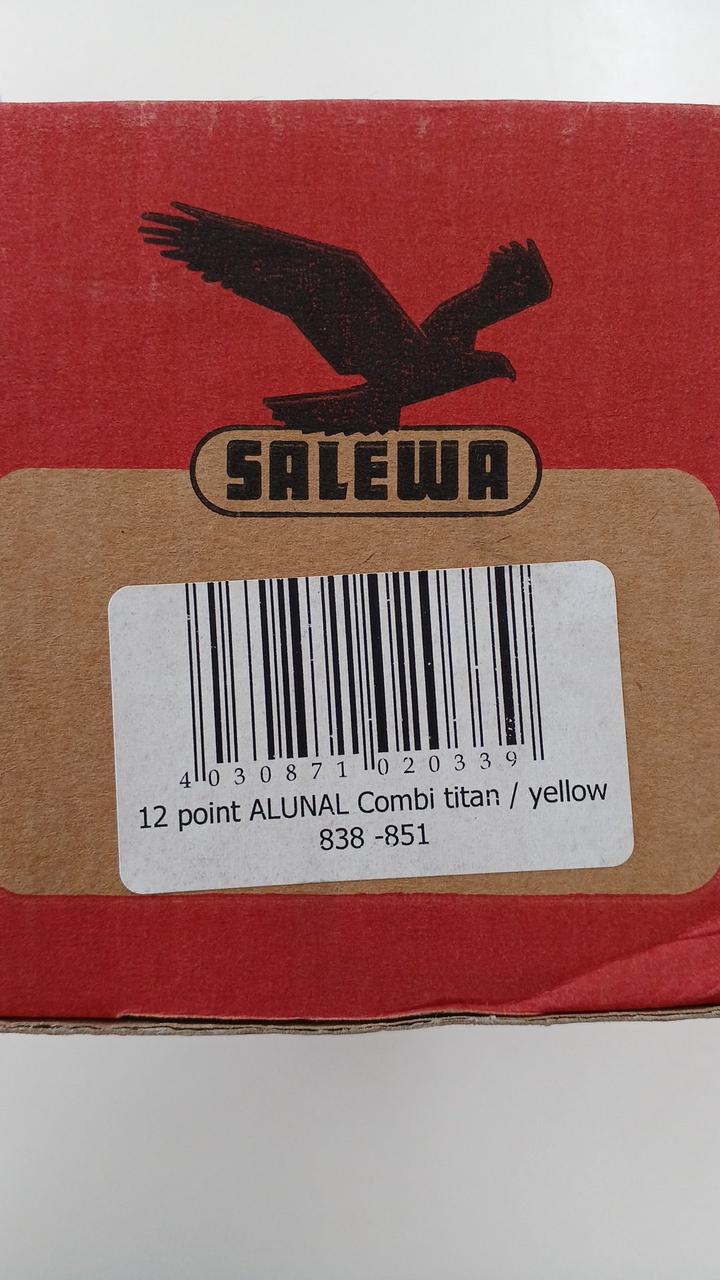 SALEWA
4 030871 020339
12 point ALUNAL Combi titan / yellow
838 -851